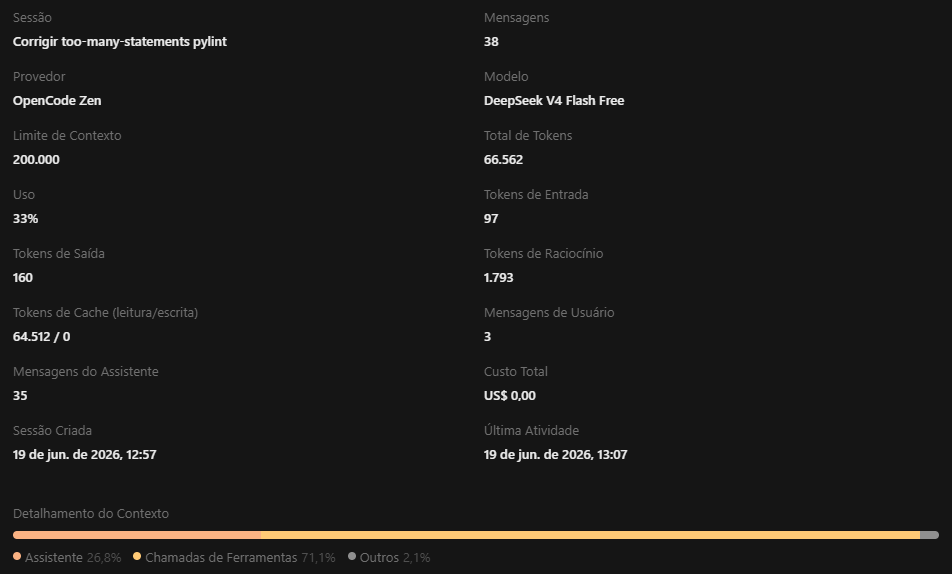 Sessão
Mensagens
Corrigir too-many-statements pylint
38
Provedor
Modelo
OpenCode Zen
DeepSeek V4 Flash Free
Limite de Contexto
Total de Tokens
200.000
66.562
Uso
Tokens de Entrada
33%
97
Tokens de Saída
Tokens de Raciocínio
160
1.793
Tokens de Cache (leitura/escrita)
Mensagens de Usuário
64.512 / 0
3
Mensagens do Assistente
Custo Total
35
US$ 0,00
Sessão Criada
Última Atividade
19 de jun. de 2026, 12:57
19 de jun. de 2026, 13:07
Detalhamento do Contexto
Assistente 26,8% Chamadas de Ferramentas 71,1% Outros 2,1%